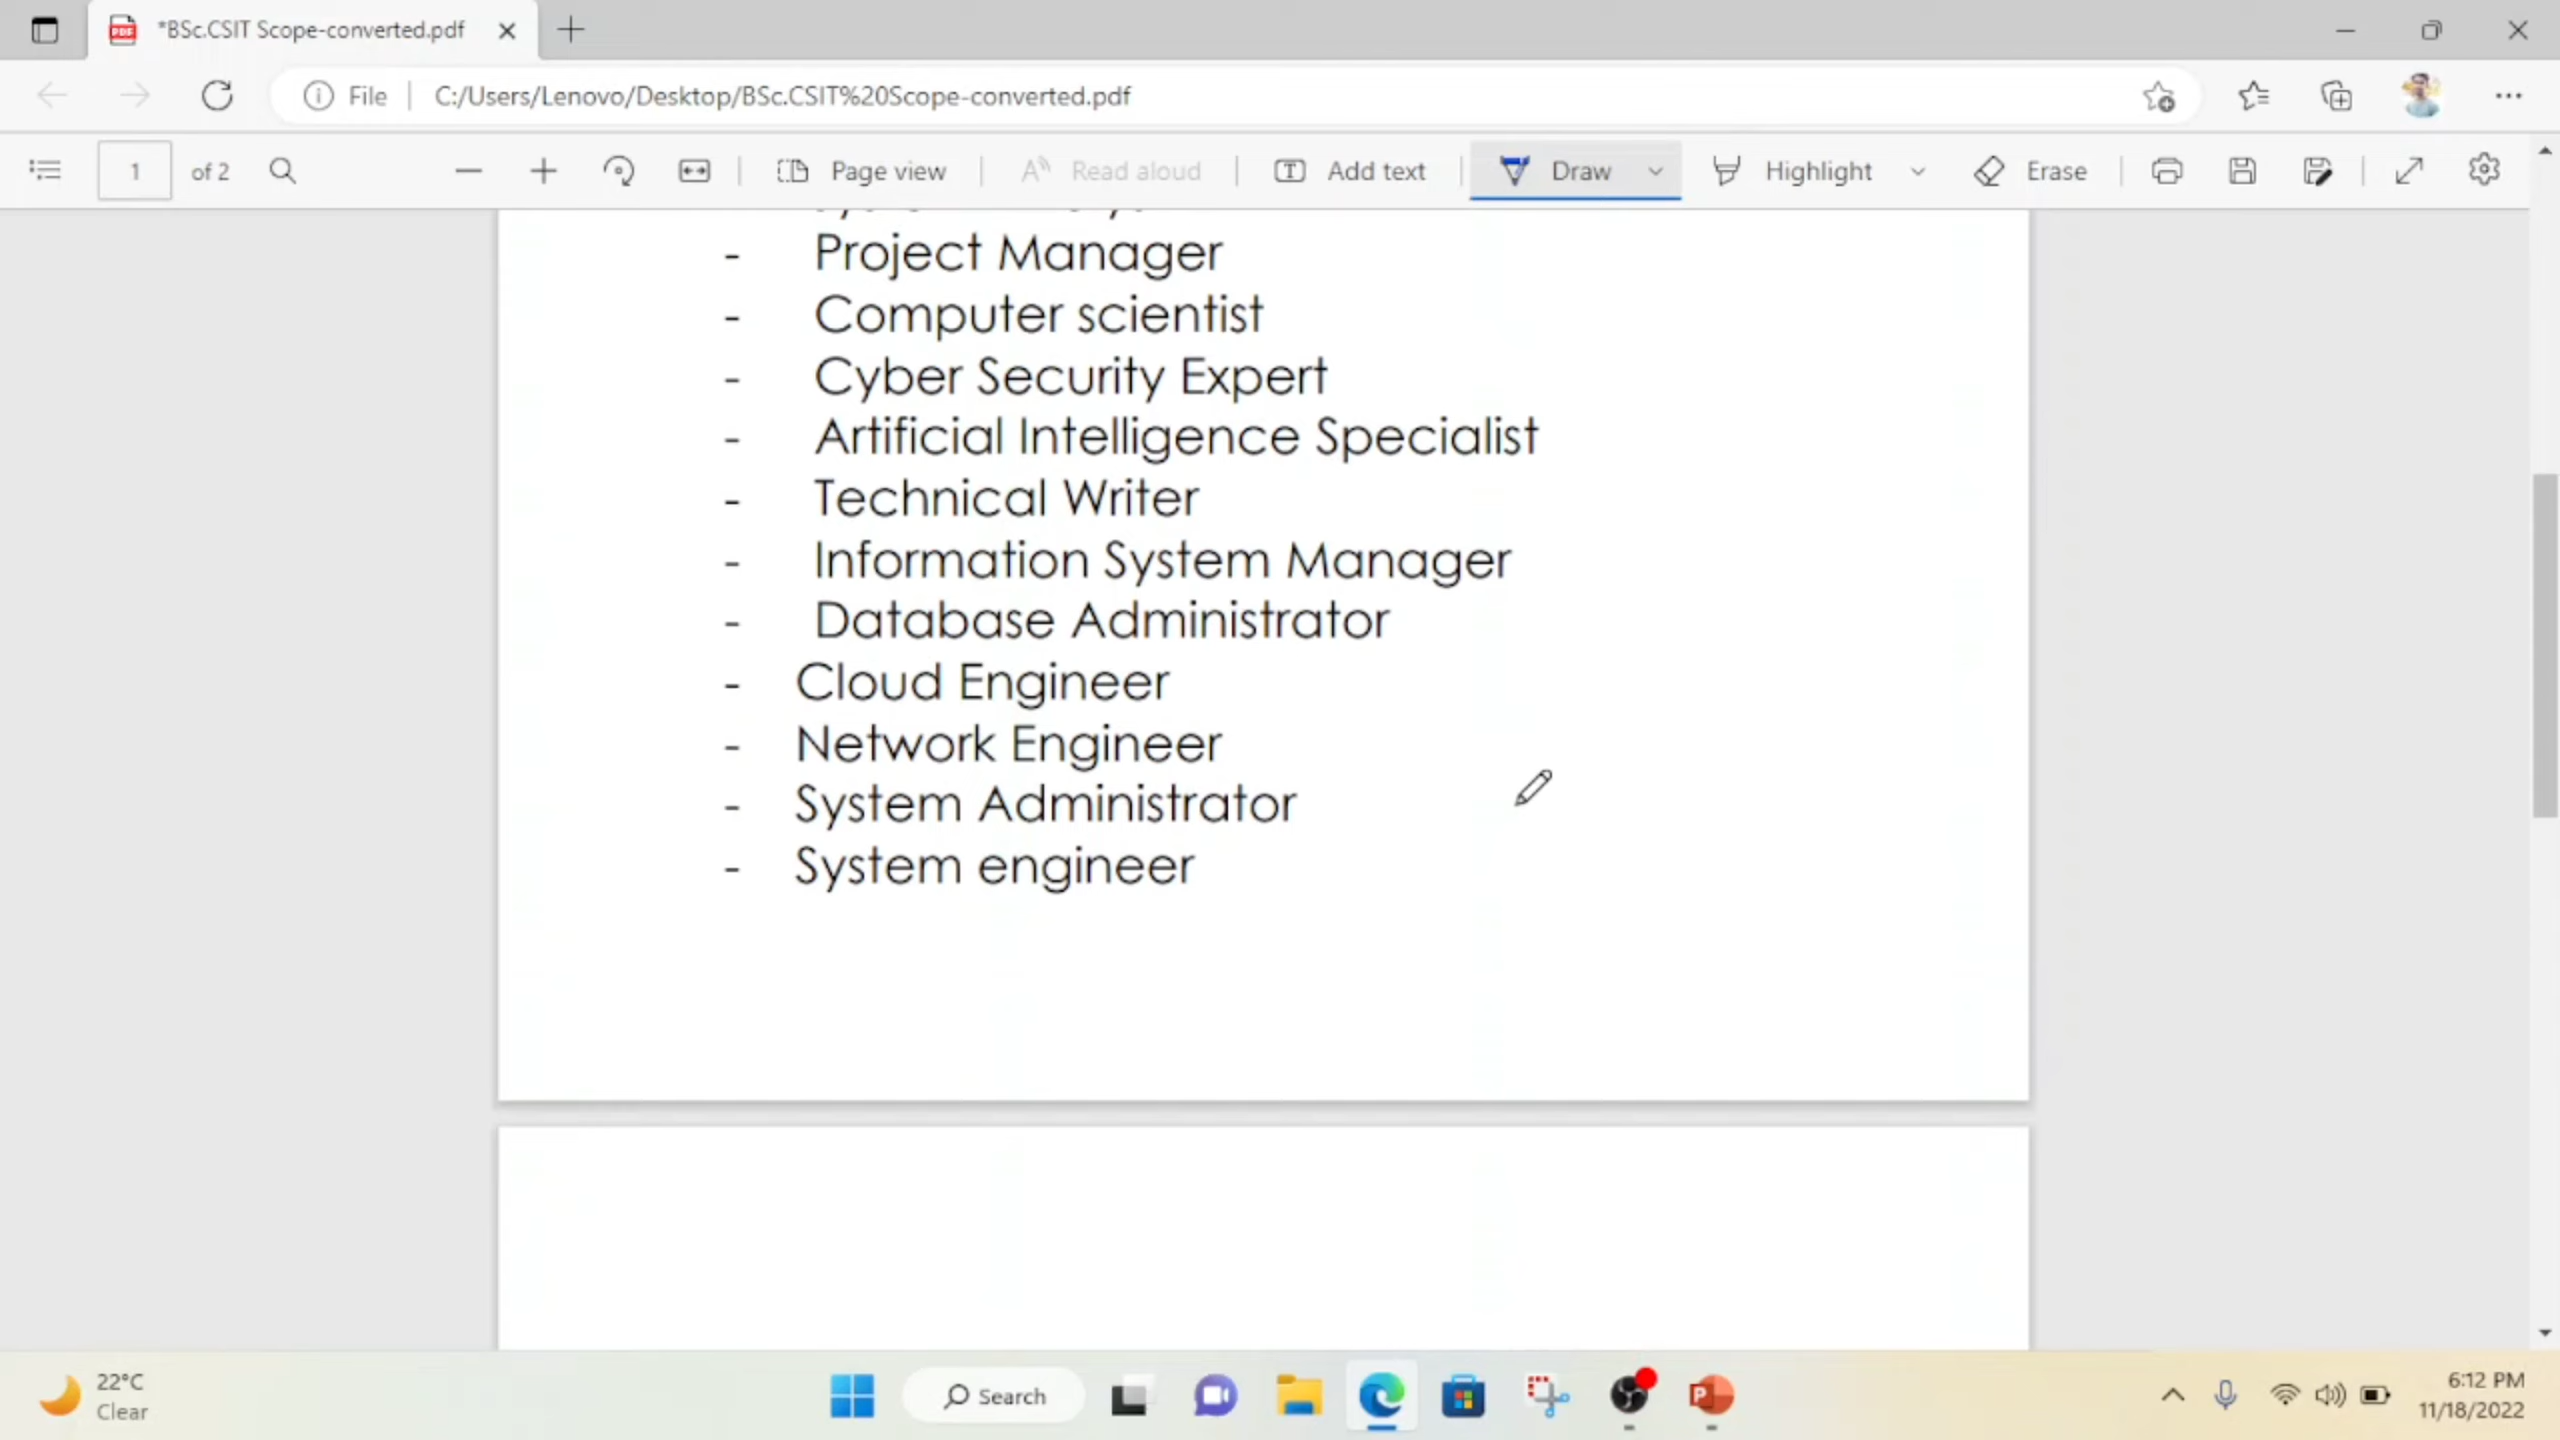 *BSc.CSIT Scope-converted.pdf
File
C:/Users/Lenovo/Desktop/BSc.CSIT%20Scope-converted.pdf
1 of 2
Page view
Read aloud
Add text
Draw
Highlight
Erase
- Project Manager
- Computer scientist
- Cyber Security Expert
- Artificial Intelligence Specialist
- Technical Writer
- Information System Manager
- Database Administrator
- Cloud Engineer
- Network Engineer
- System Administrator
- System engineer
22°C
Clear
Search
6:12 PM
11/18/2022